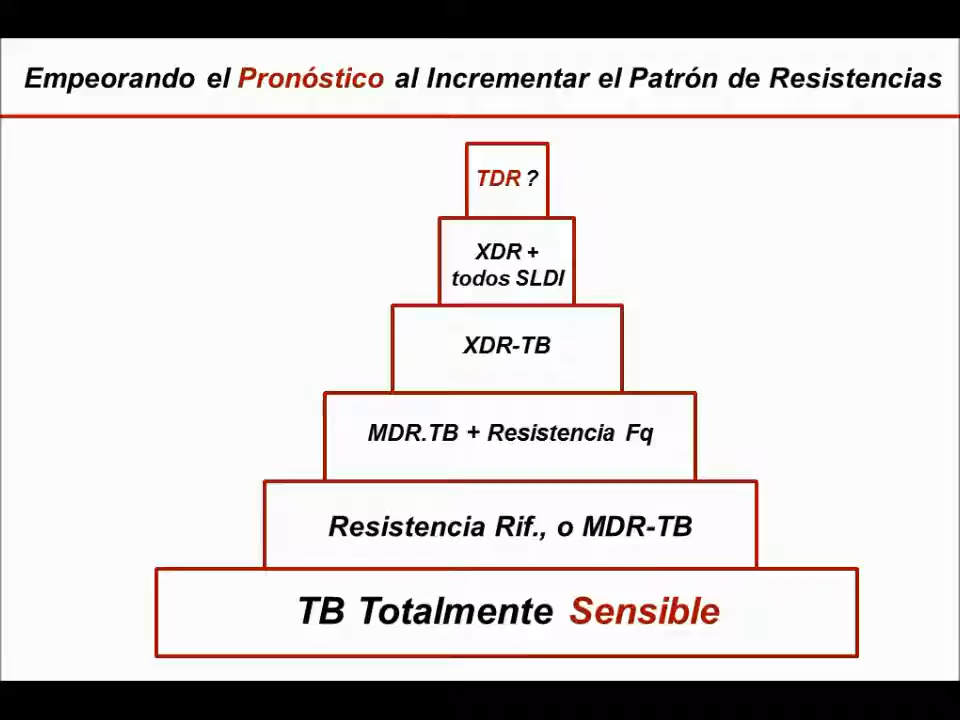 Empeorando el Pronóstico al Incrementar el Patrón de Resistencias
TDR ?
XDR +
todos SLDI
XDR-TB
MDR.TB + Resistencia Fq
Resistencia Rif., o MDR-TB
TB Totalmente Sensible